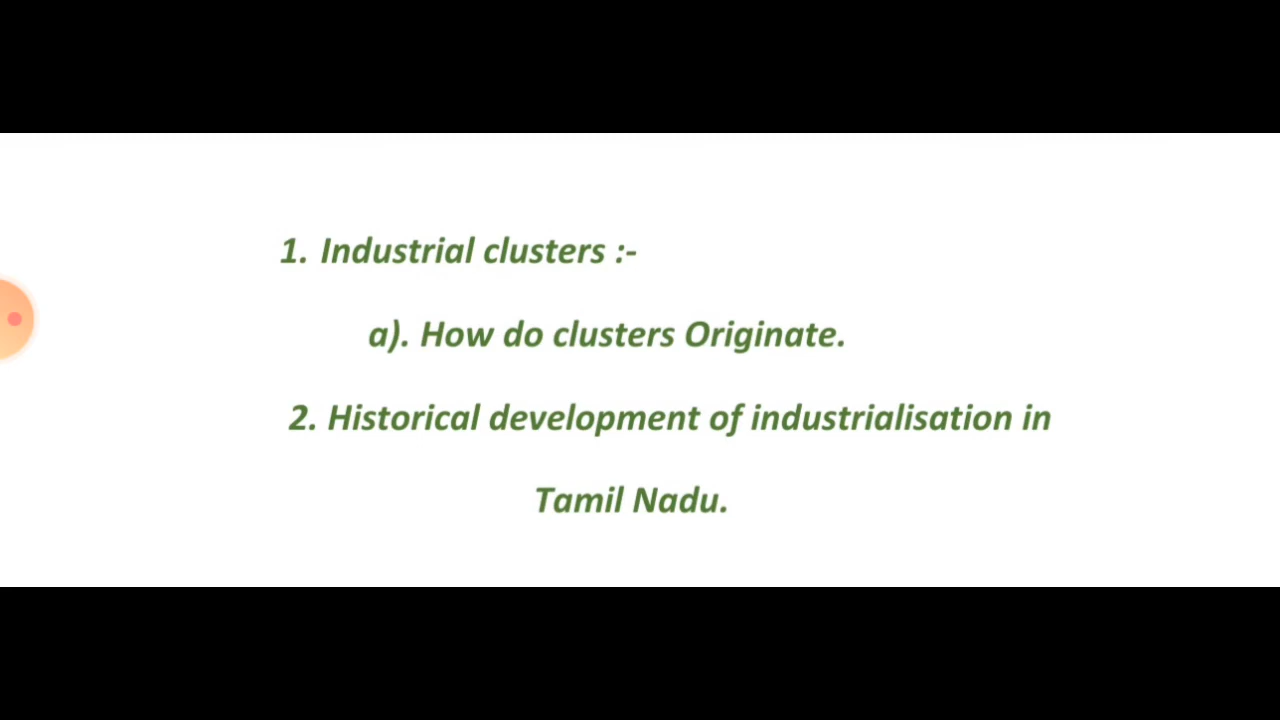 1. Industrial clusters :-
a). How do clusters Originate.
2. Historical development of industrialisation in
Tamil Nadu.